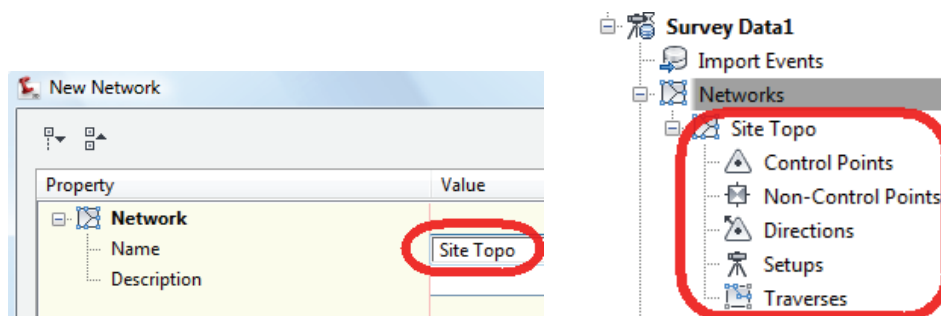 New Network
Property Value
Network
Name Site Topo
Description
Survey Data1
Import Events
Networks
Site Topo
Control Points
Non-Control Points
Directions
Setups
Traverses